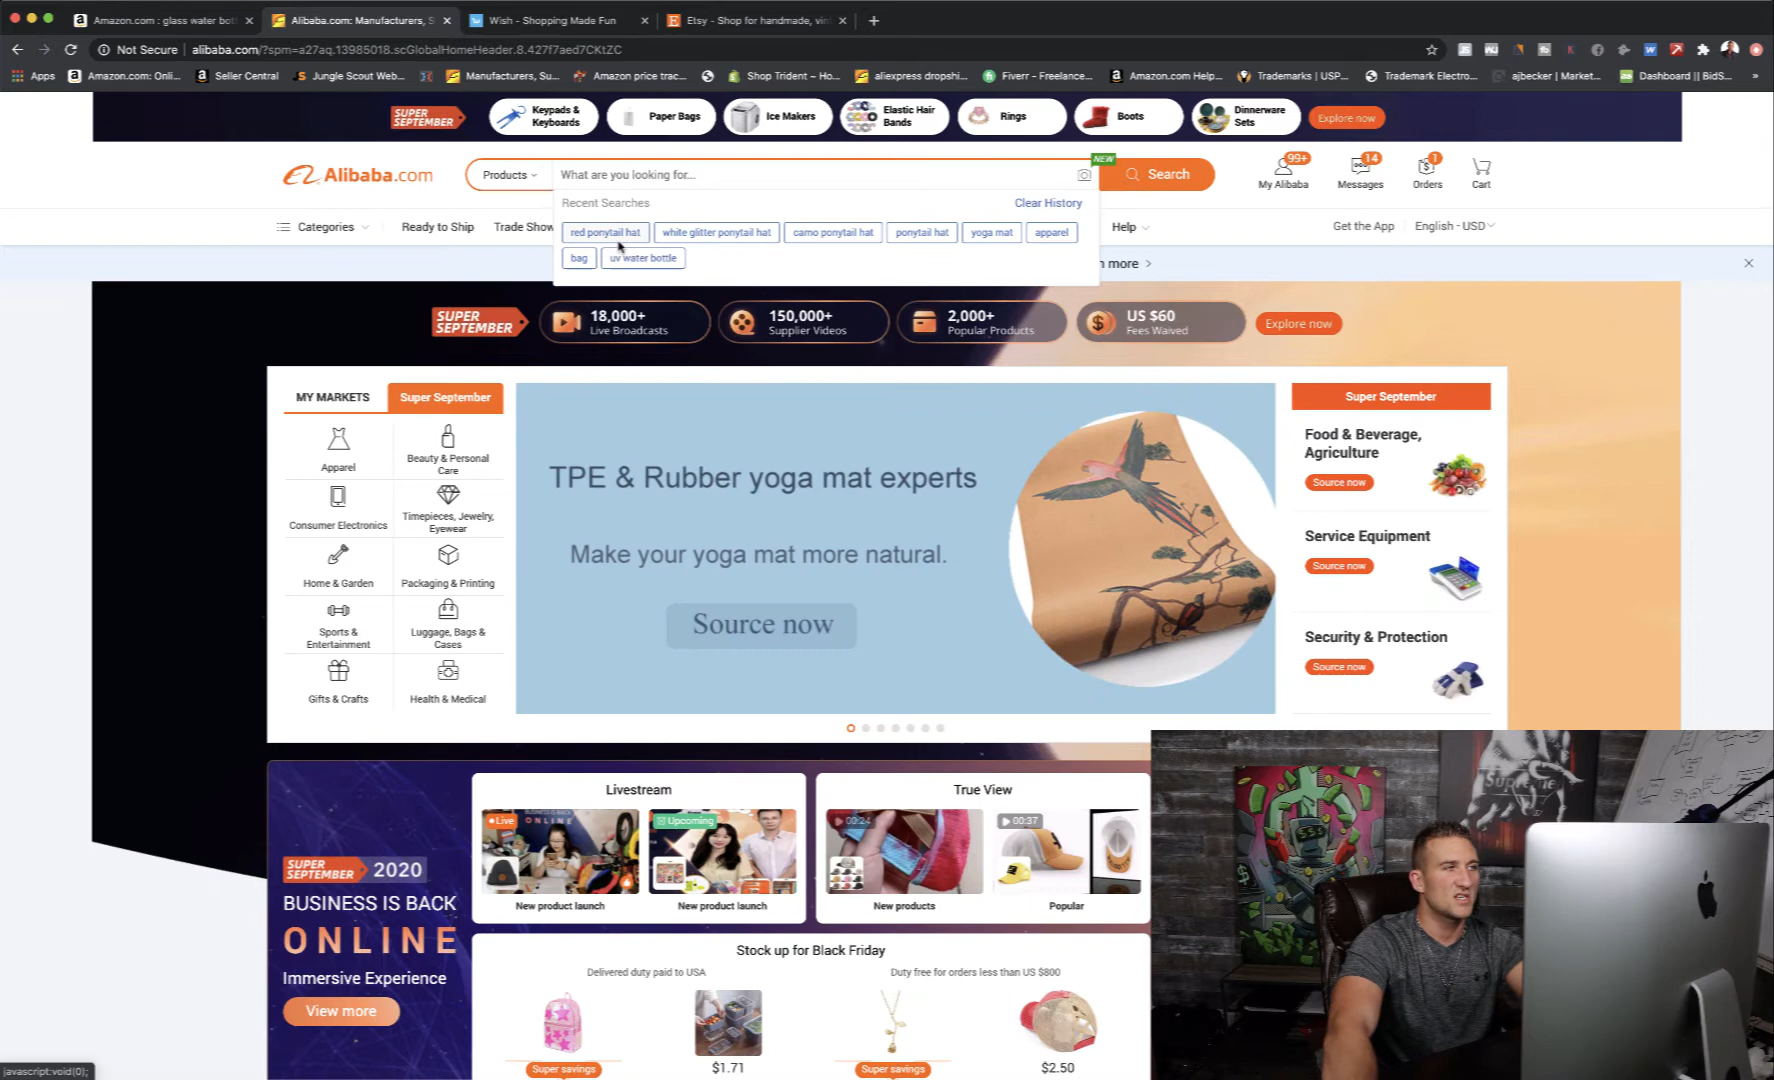 Amazon.com : glass water bot
Alibaba.com: Manufacturers, S
Wish - Shopping Made Fun
Etsy - Shop for handmade, vin
Not Secure | alibaba.com/?spm=a27aq.13985018.scGlobalHomeHeader.8.427f7aed7CKtZC
Apps
Amazon.com: Onli...
Seller Central
Jungle Scout Web...
Manufacturers, Su...
Amazon price trac...
Shop Trident – Ho...
aliexpress dropshi...
Fiverr - Freelance...
Amazon.com Help...
Trademarks | USP...
Trademark Electro...
ajbecker | Market...
Dashboard || BidS...
SUPER
SEPTEMBER
Keypads &
Keyboards
Paper Bags
Ice Makers
Elastic Hair
Bands
Rings
Boots
Dinnerware
Sets
Explore now
Alibaba.com
Products
What are you looking for...
NEW
Search
99+
My Alibaba
14
Messages
1
Orders
Cart
Recent Searches
Clear History
red ponytail hat
white glitter ponytail hat
camo ponytail hat
ponytail hat
yoga mat
apparel
bag
uv water bottle
Categories
Ready to Ship
Trade Show
Help
Get the App
English - USD
n more >
SUPER
SEPTEMBER
18,000+
Live Broadcasts
150,000+
Supplier Videos
2,000+
Popular Products
US $60
Fees Waived
Explore now
MY MARKETS
Super September
Apparel
Beauty & Personal
Care
Consumer Electronics
Timepieces, Jewelry,
Eyewear
Home & Garden
Packaging & Printing
Sports &
Entertainment
Luggage, Bags &
Cases
Gifts & Crafts
Health & Medical
TPE & Rubber yoga mat experts
Make your yoga mat more natural.
Source now
Super September
Food & Beverage,
Agriculture
Source now
Service Equipment
Source now
Security & Protection
Source now
SUPER
SEPTEMBER
2020
BUSINESS IS BACK
ONLINE
Immersive Experience
View more
Livestream
Live
BUSINESS IS BACK
ONLINE
Upcoming
New product launch
New product launch
True View
00:24
00:37
New products
Popular
Stock up for Black Friday
Delivered duty paid to USA
Duty free for orders less than US $800
Super savings
$1.71
Super savings
$2.50
javascript:void(0);